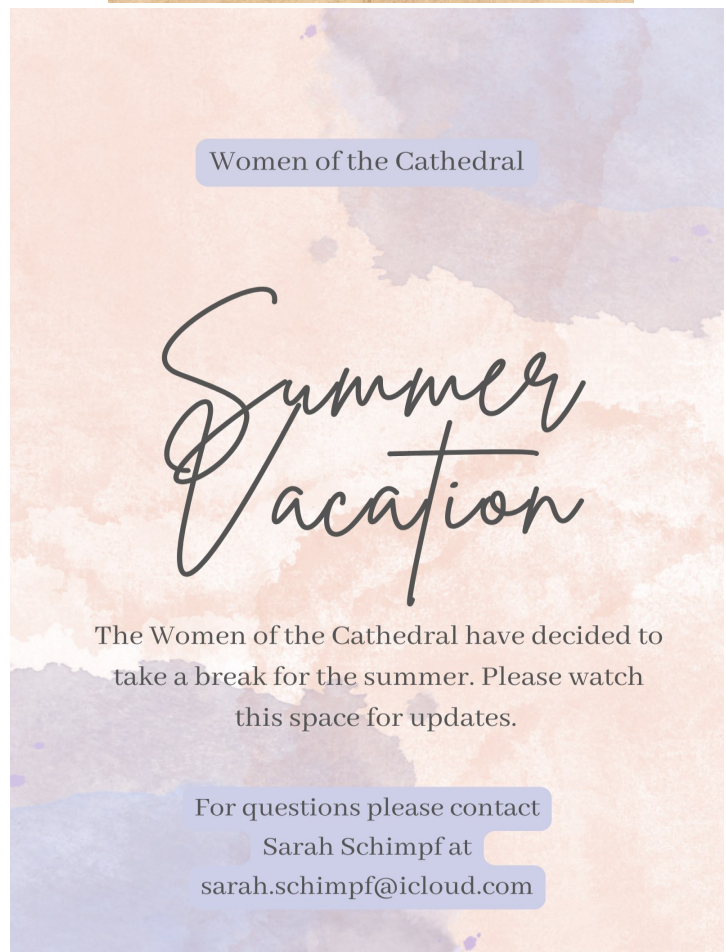 Women of the Cathedral
Summer
Vacation
The Women of the Cathedral have decided to
take a break for the summer. Please watch
this space for updates.
For questions please contact
Sarah Schimpf at
sarah.schimpf@icloud.com